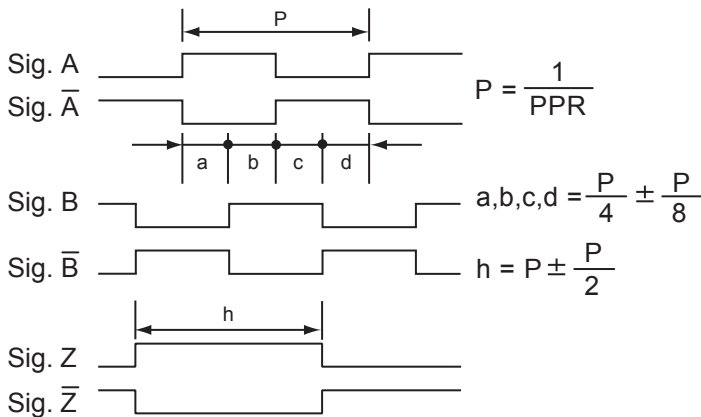 P
Sig. A
Sig. A̅
P = 1/PPR
a b c d
Sig. B
a,b,c,d = P/4 ± P/8
Sig. B̅
h = P ± P/2
h
Sig. Z
Sig. Z̅